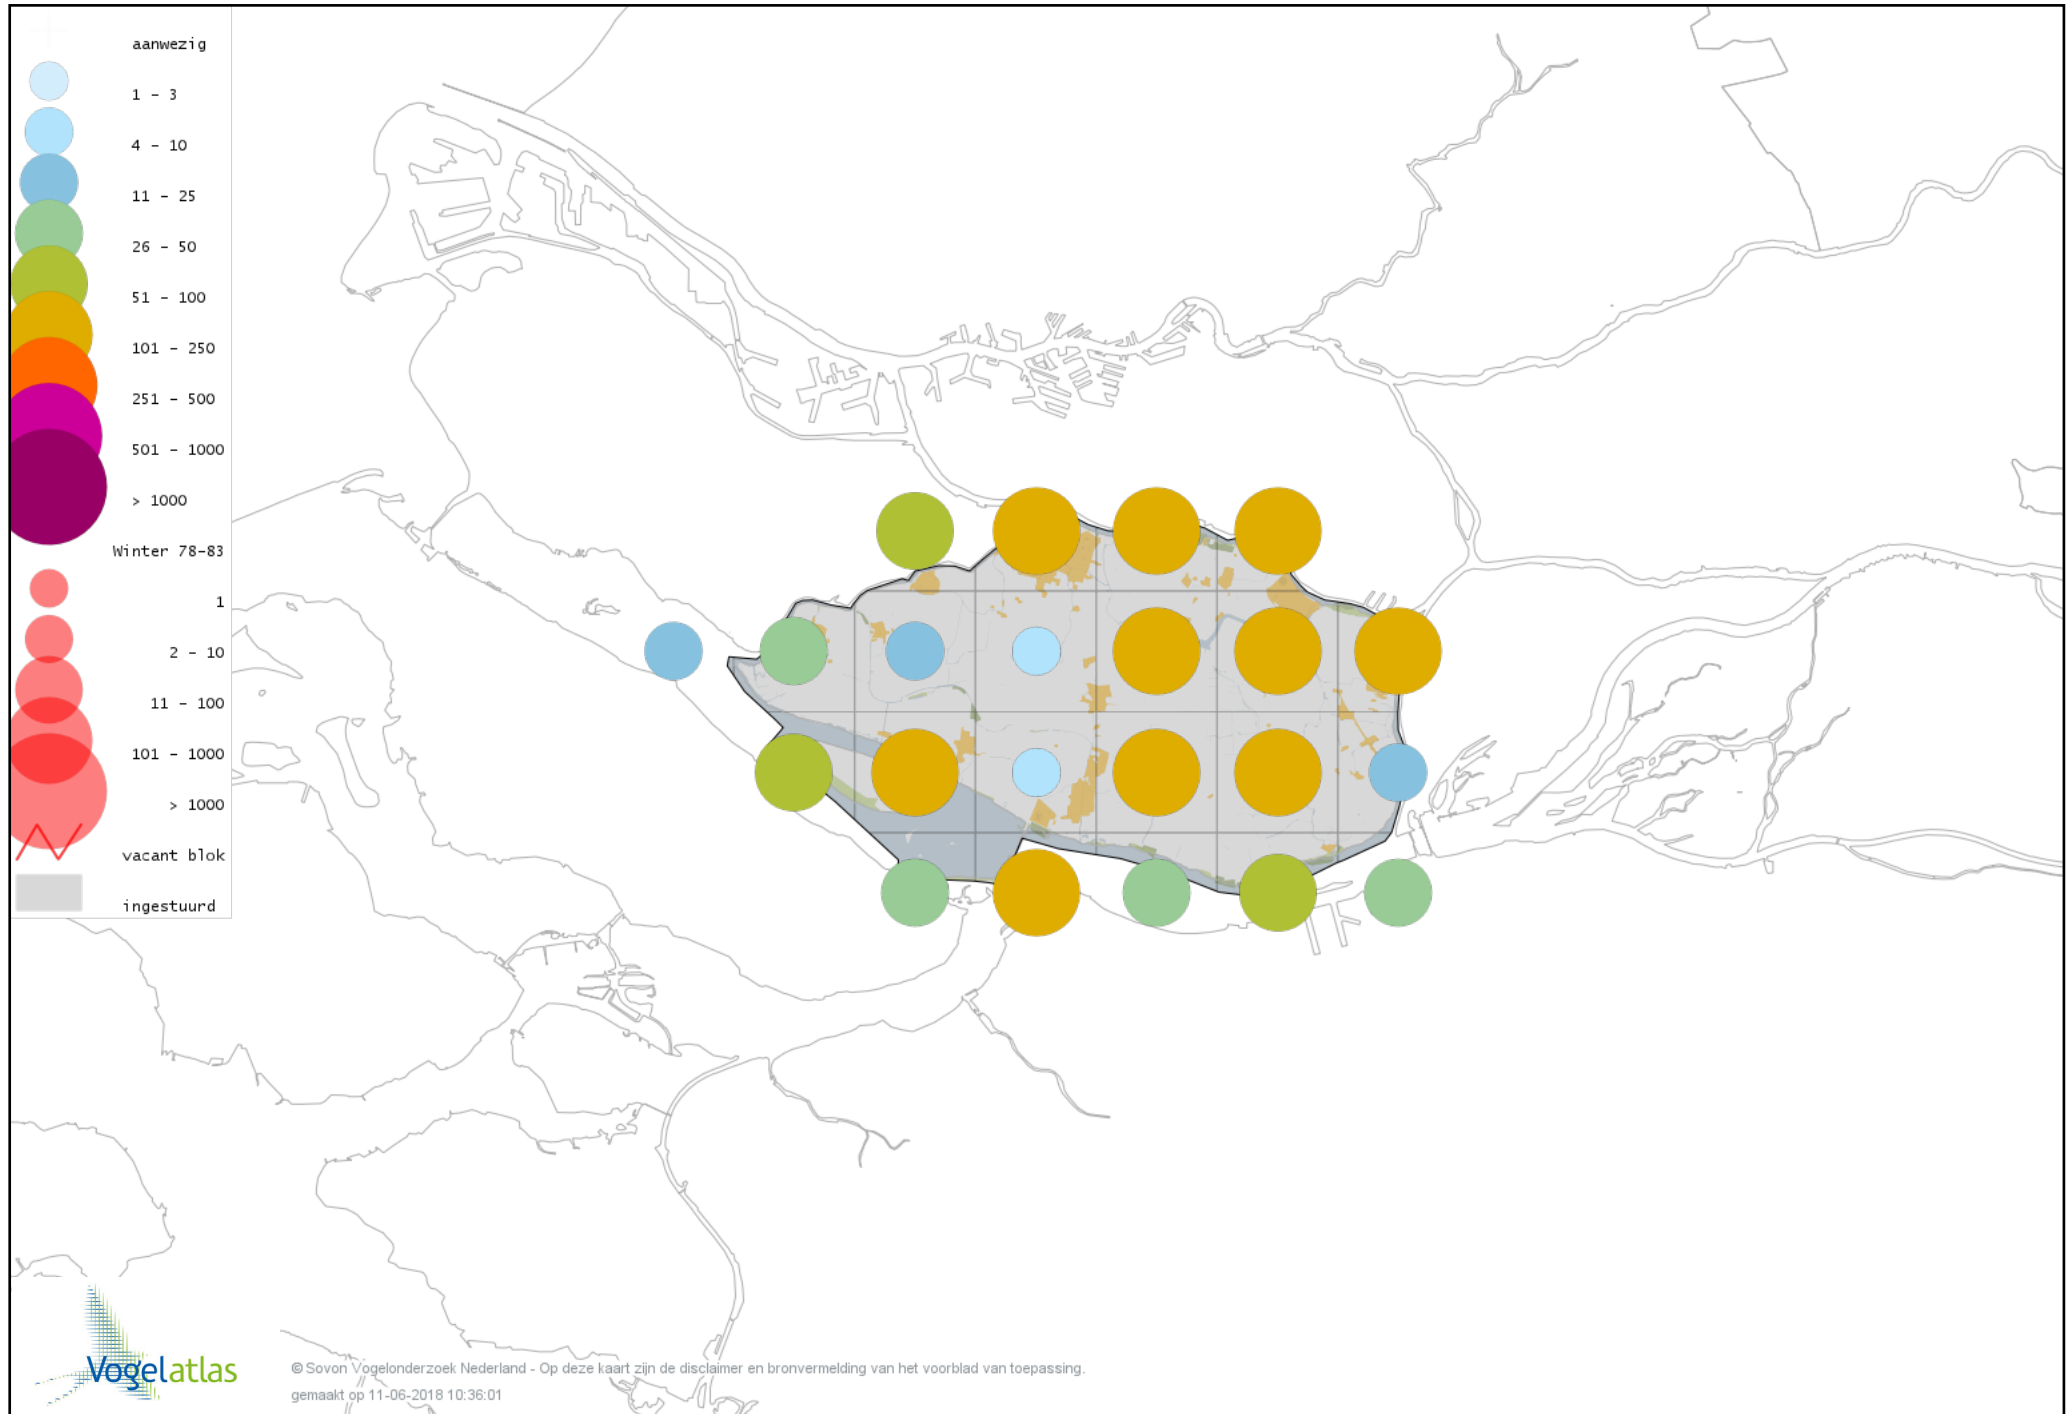 aanwezig
1 - 3
4 - 10
11 - 25
26 - 50
51 - 100
101 - 250
251 - 500
501 - 1000
> 1000
Winter 78-83
1
2 - 10
11 - 100
101 - 1000
> 1000
vacant blok
ingestuurd
Vogelatlas
© Sovon Vogelonderzoek Nederland - Op deze kaart zijn de disclaimer en bronvermelding van het voorblad van toepassing.
gemaakt op 11-06-2018 10:36:01